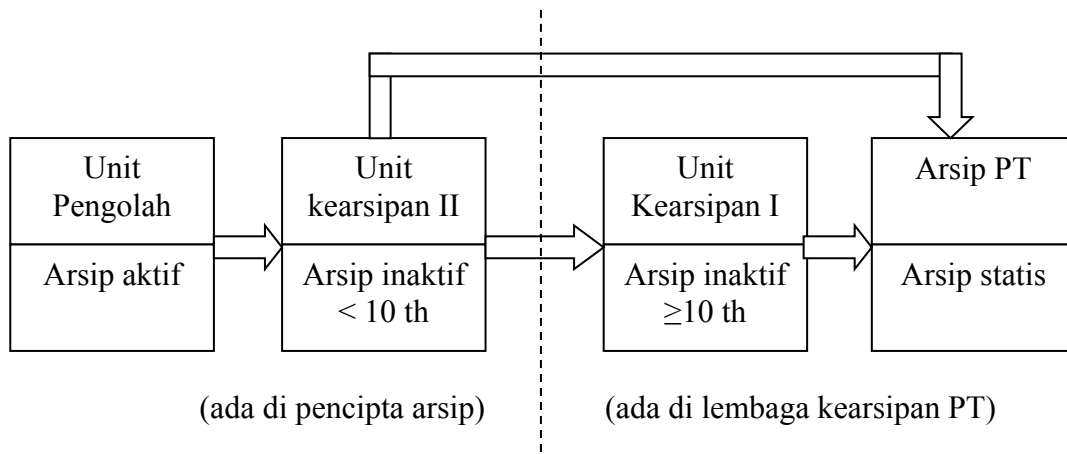 Unit
Pengolah
Arsip aktif
Unit
kearsipan II
Arsip inaktif
< 10 th
Unit
Kearsipan I
Arsip inaktif
≥10 th
Arsip PT
Arsip statis
(ada di pencipta arsip)
(ada di lembaga kearsipan PT)